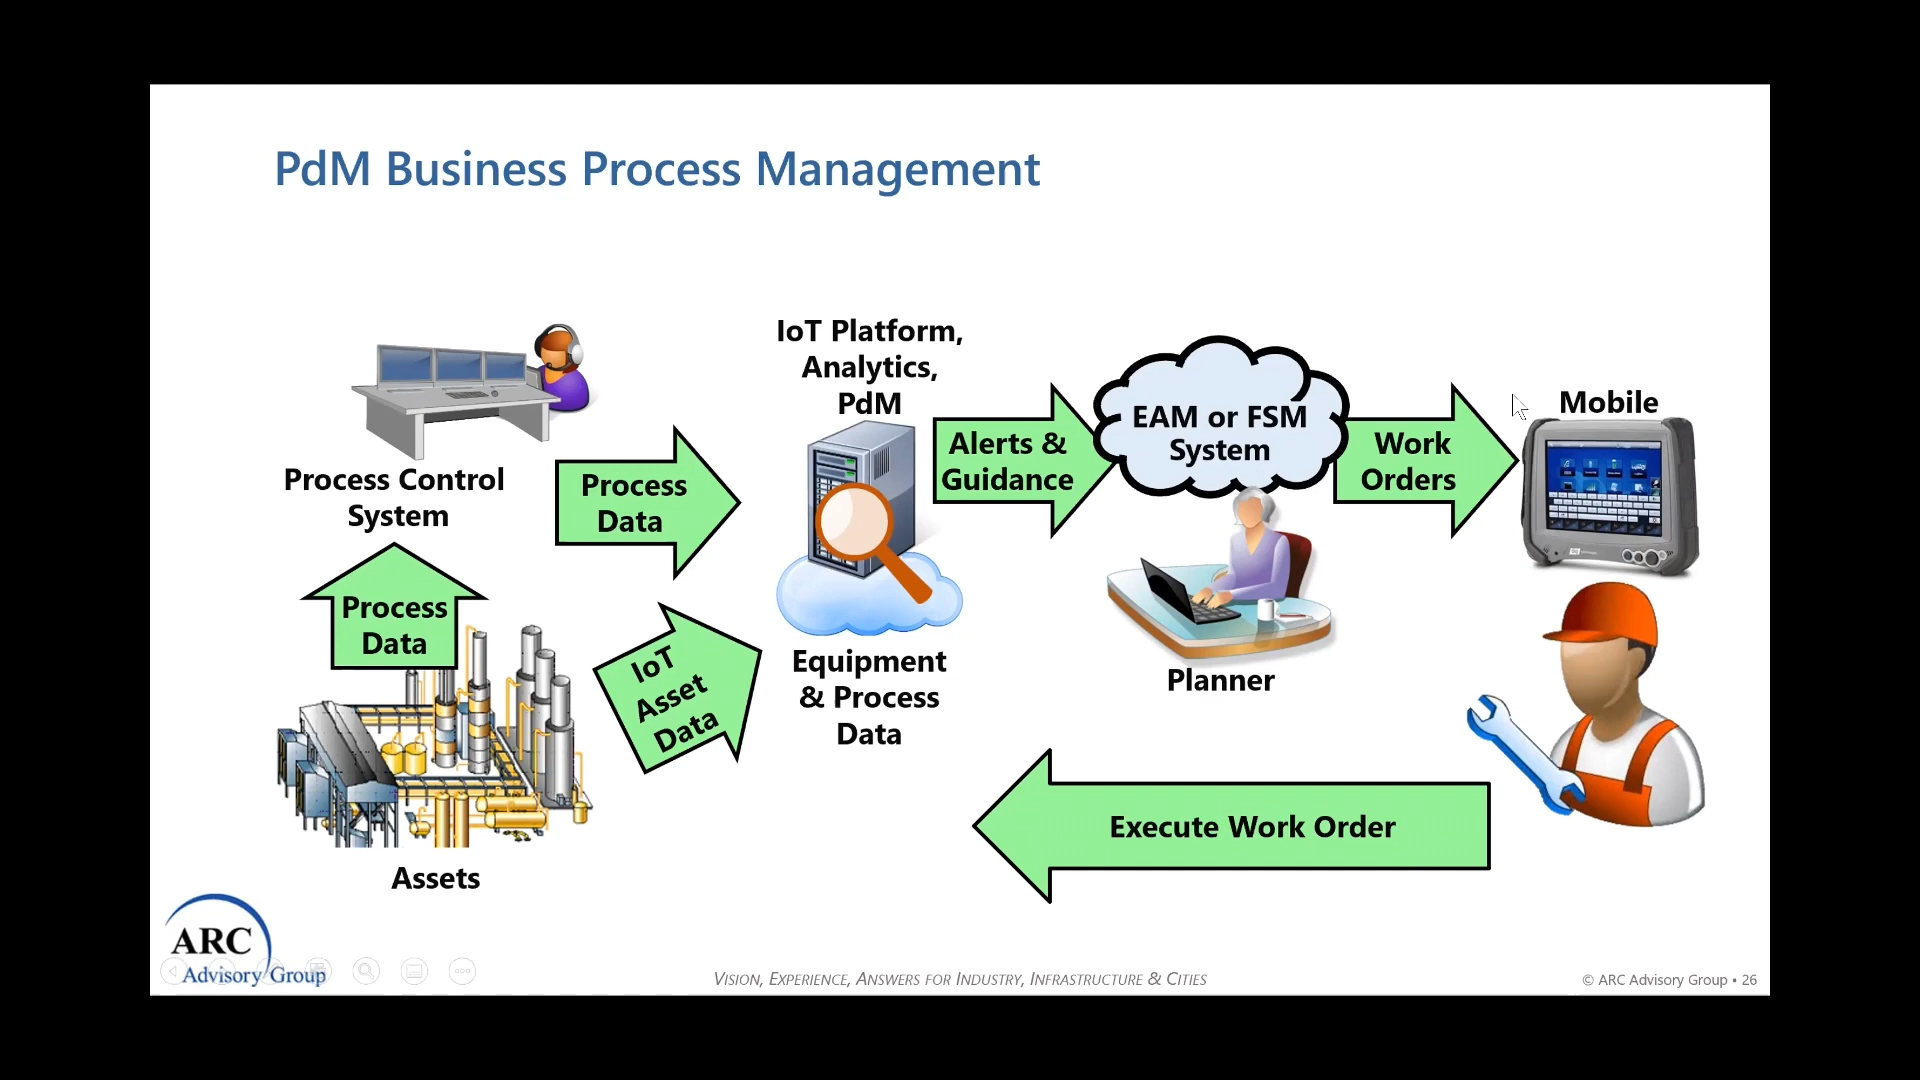 PdM Business Process Management
IoT Platform,
Analytics,
PdM
Process Control
System
Process
Data
Process
Data
IoT
Asset
Data
Assets
Equipment
& Process
Data
Alerts &
Guidance
EAM or FSM
System
Planner
Work
Orders
Mobile
Execute Work Order
ARC
Advisory Group
VISION, EXPERIENCE, ANSWERS FOR INDUSTRY, INFRASTRUCTURE & CITIES
© ARC Advisory Group • 26